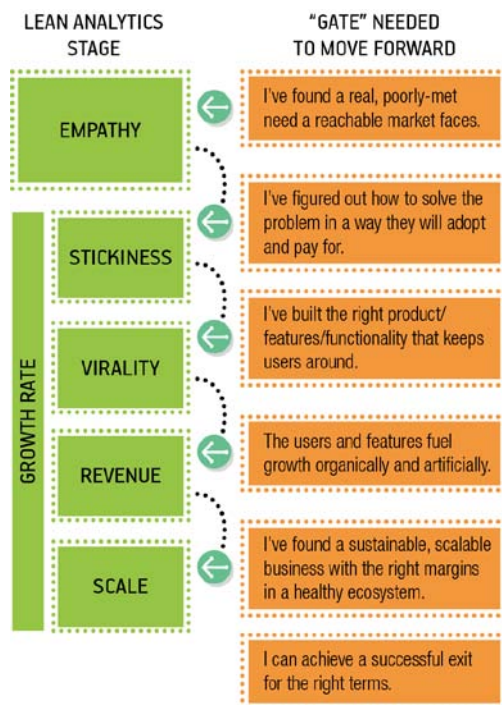 LEAN ANALYTICS
STAGE
"GATE" NEEDED
TO MOVE FORWARD
EMPATHY
I've found a real, poorly-met
need a reachable market faces.
I've figured out how to solve the
problem in a way they will adopt
and pay for.
GROWTH RATE
STICKINESS
I've built the right product/
features/functionality that keeps
users around.
VIRALITY
The users and features fuel
growth organically and artificially.
REVENUE
I've found a sustainable, scalable
business with the right margins
in a healthy ecosystem.
SCALE
I can achieve a successful exit
for the right terms.